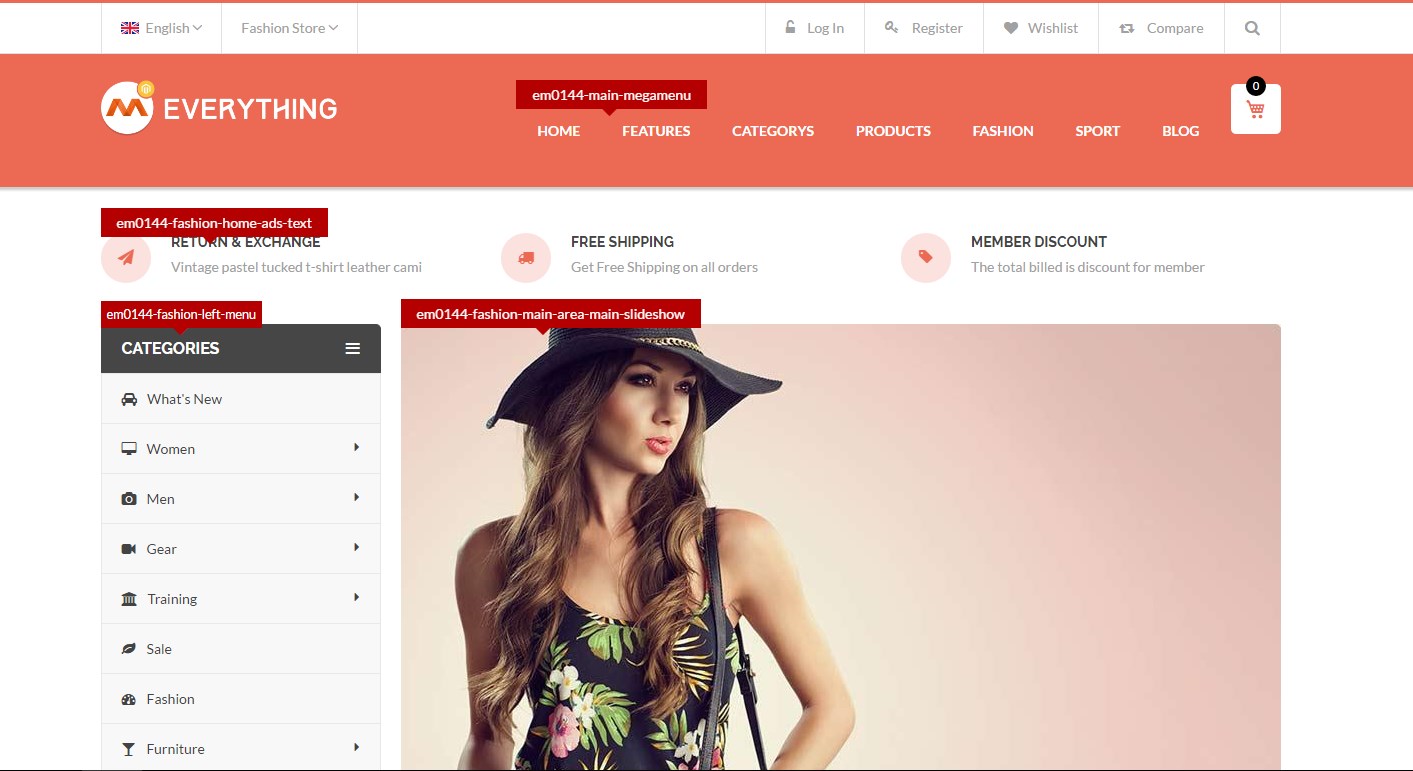 English
Fashion Store
Log In
Register
Wishlist
Compare
EVERYTHING
em0144-main-megamenu
0
HOME
FEATURES
CATEGORYS
PRODUCTS
FASHION
SPORT
BLOG
em0144-fashion-home-ads-text
RETURN & EXCHANGE
Vintage pastel tucked t-shirt leather cami
FREE SHIPPING
Get Free Shipping on all orders
MEMBER DISCOUNT
The total billed is discount for member
em0144-fashion-left-menu
em0144-fashion-main-area-main-slideshow
CATEGORIES
What's New
Women
Men
Gear
Training
Sale
Fashion
Furniture